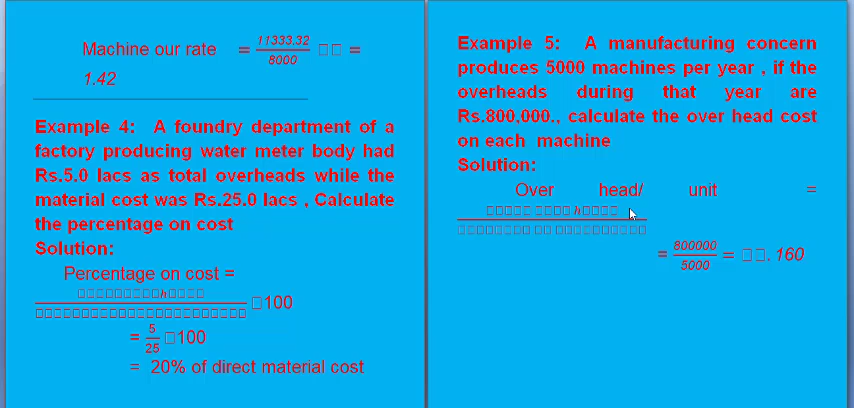 Machine our rate = 11333.32/8000 □□ =
1.42
Example 4: A foundry department of a
factory producing water meter body had
Rs.5.0 lacs as total overheads while the
material cost was Rs.25.0 lacs , Calculate
the percentage on cost
Solution:
Percentage on cost =
□□□□□□□□□h□□□□
□□□□□□□□□□□□□□□□□□□□□□□ □100
= 5/25 □100
= 20% of direct material cost
Example 5: A manufacturing concern
produces 5000 machines per year , if the
overheads during that year are
Rs.800,000., calculate the over head cost
on each machine
Solution:
Over head/ unit =
□□□□□ □□□□ h□□□□
□□□□□□□□ □□ □□□□□□□□□□
= 800000/5000 = □□. 160